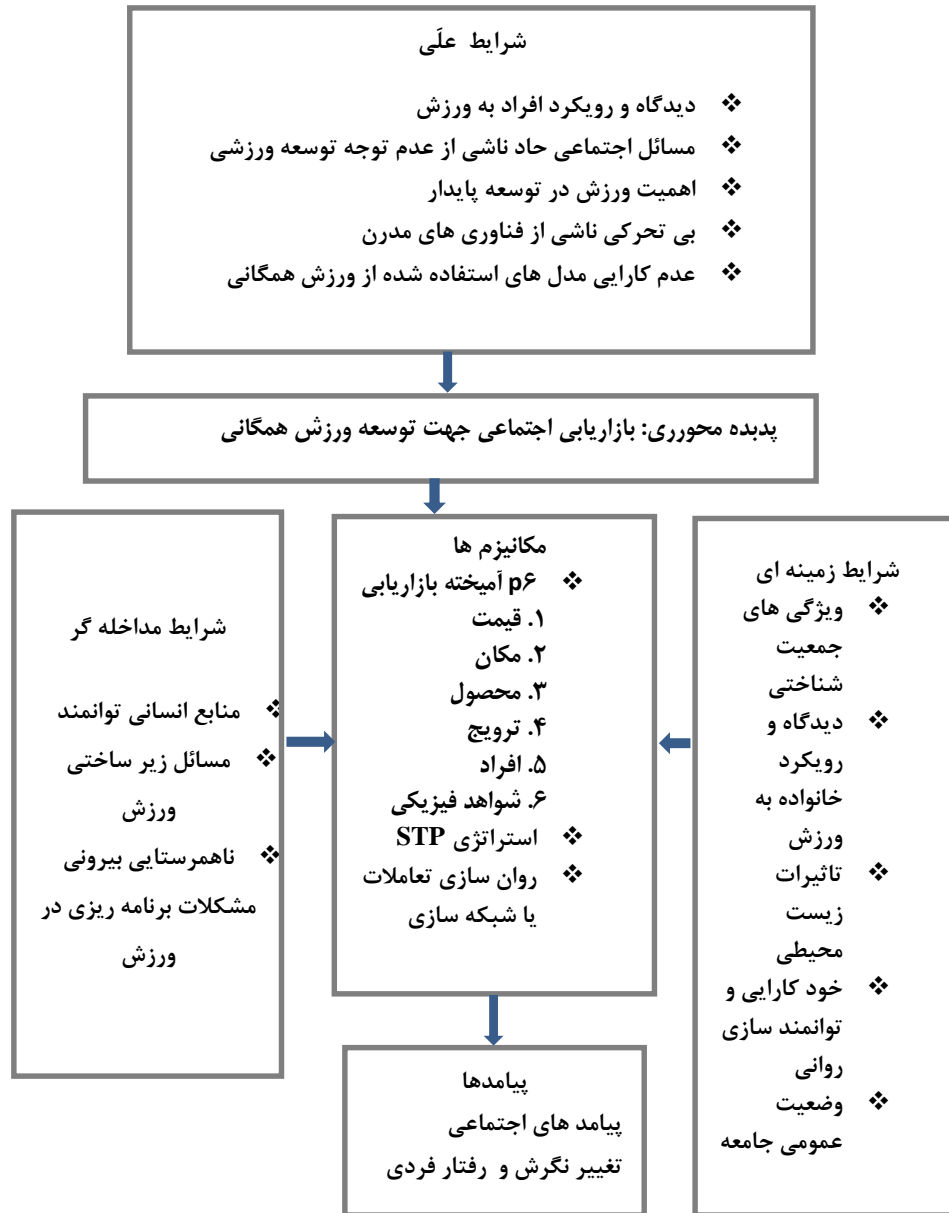 شرایط علّی
❖ دیدگاه و رویکرد افراد به ورزش
❖ مسائل اجتماعی حاد ناشی از عدم توجه توسعه ورزشی
❖ اهمیت ورزش در توسعه پایدار
❖ بی تحرکی ناشی از فناوری های مدرن
❖ عدم کارایی مدل های استفاده شده از ورزش همگانی
پدبده محورری: بازاریابی اجتماعی جهت توسعه ورزش همگانی
شرایط زمینه ای
❖ ویژگی های
جمعیت
شناختی
❖ دیدگاه و
رویکرد
خانواده به
ورزش
❖ تاثیرات
زیست
محیطی
❖ خود کارایی و
توانمند سازی
روانی
❖ وضعیت
عمومی جامعه
مکانیزم ها
❖ p۶ آمیخته بازاریابی
۱. قیمت
۲. مکان
۳. محصول
۴. ترویج
۵. افراد
۶. شواهد فیزیکی
❖ استراتژی STP
❖ روان سازی تعاملات
یا شبکه سازی
شرایط مداخله گر
❖ منابع انسانی توانمند
❖ مسائل زیر ساختی
ورزش
❖ ناهمرستایی بیرونی
مشکلات برنامه ریزی در
ورزش
پیامدها
پیامد های اجتماعی
تغییر نگرش و رفتار فردی